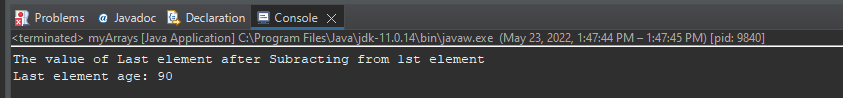 Problems @ Javadoc Declaration Console
<terminated> myArrays [Java Application] C:\Program Files\Java\jdk-11.0.14\bin\javaw.exe (May 23, 2022, 1:47:44 PM – 1:47:45 PM) [pid: 9840]
The value of Last element after Subracting from 1st element
Last element age: 90